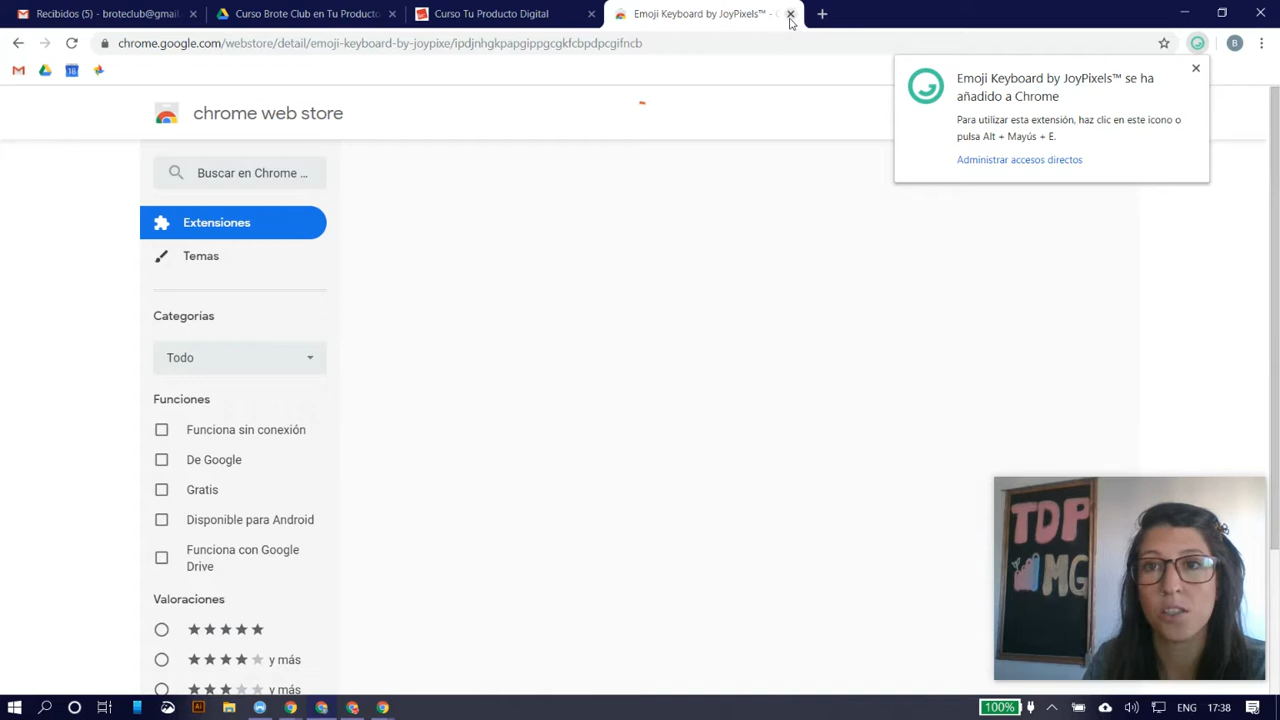 Recibidos (5) - broteclub@gmail
Curso Brote Club en Tu Producto
Curso Tu Producto Digital
Emoji Keyboard by JoyPixels™ -
chrome.google.com/webstore/detail/emoji-keyboard-by-joypixe/ipdjnhgkpapgippgcgkfcbpdpcgifncb
B
18
chrome web store
Emoji Keyboard by JoyPixels™ se ha
añadido a Chrome
Para utilizar esta extensión, haz clic en este icono o
pulsa Alt + Mayús + E.
Administrar accesos directos
Buscar en Chrome ...
Extensiones
Temas
Categorías
Todo
Funciones
Funciona sin conexión
De Google
Gratis
Disponible para Android
Funciona con Google
Drive
Valoraciones
y más
y más
TDP
MG
Ai
100%
ENG
17:38